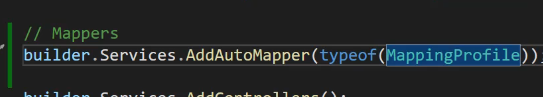 // Mappers
builder.Services.AddAutoMapper(typeof(MappingProfile));
builder.Services.AddControllers();